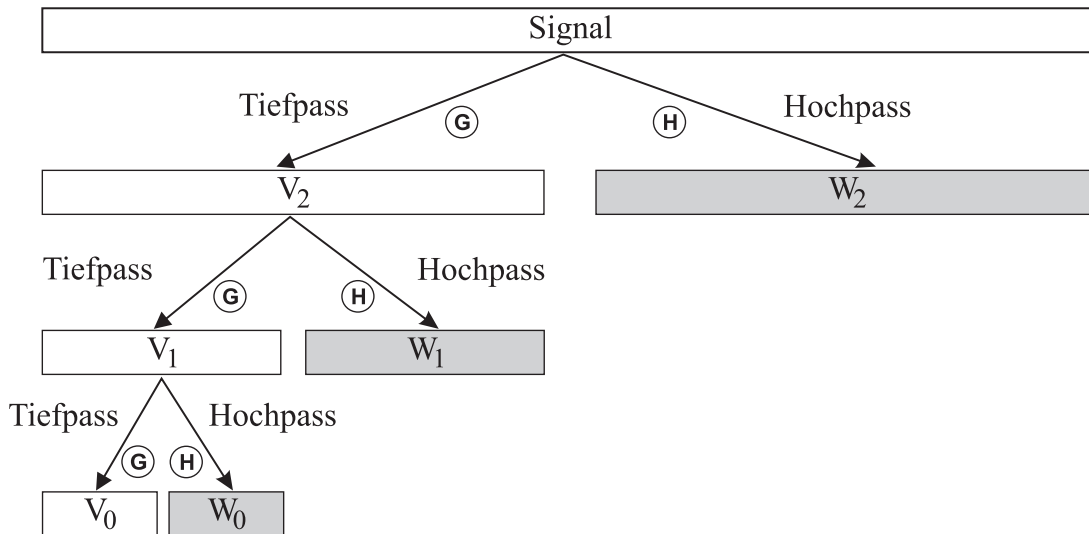 Signal
Tiefpass G H Hochpass
V2 W2
Tiefpass G H Hochpass
V1 W1
Tiefpass G H Hochpass
V0 W0